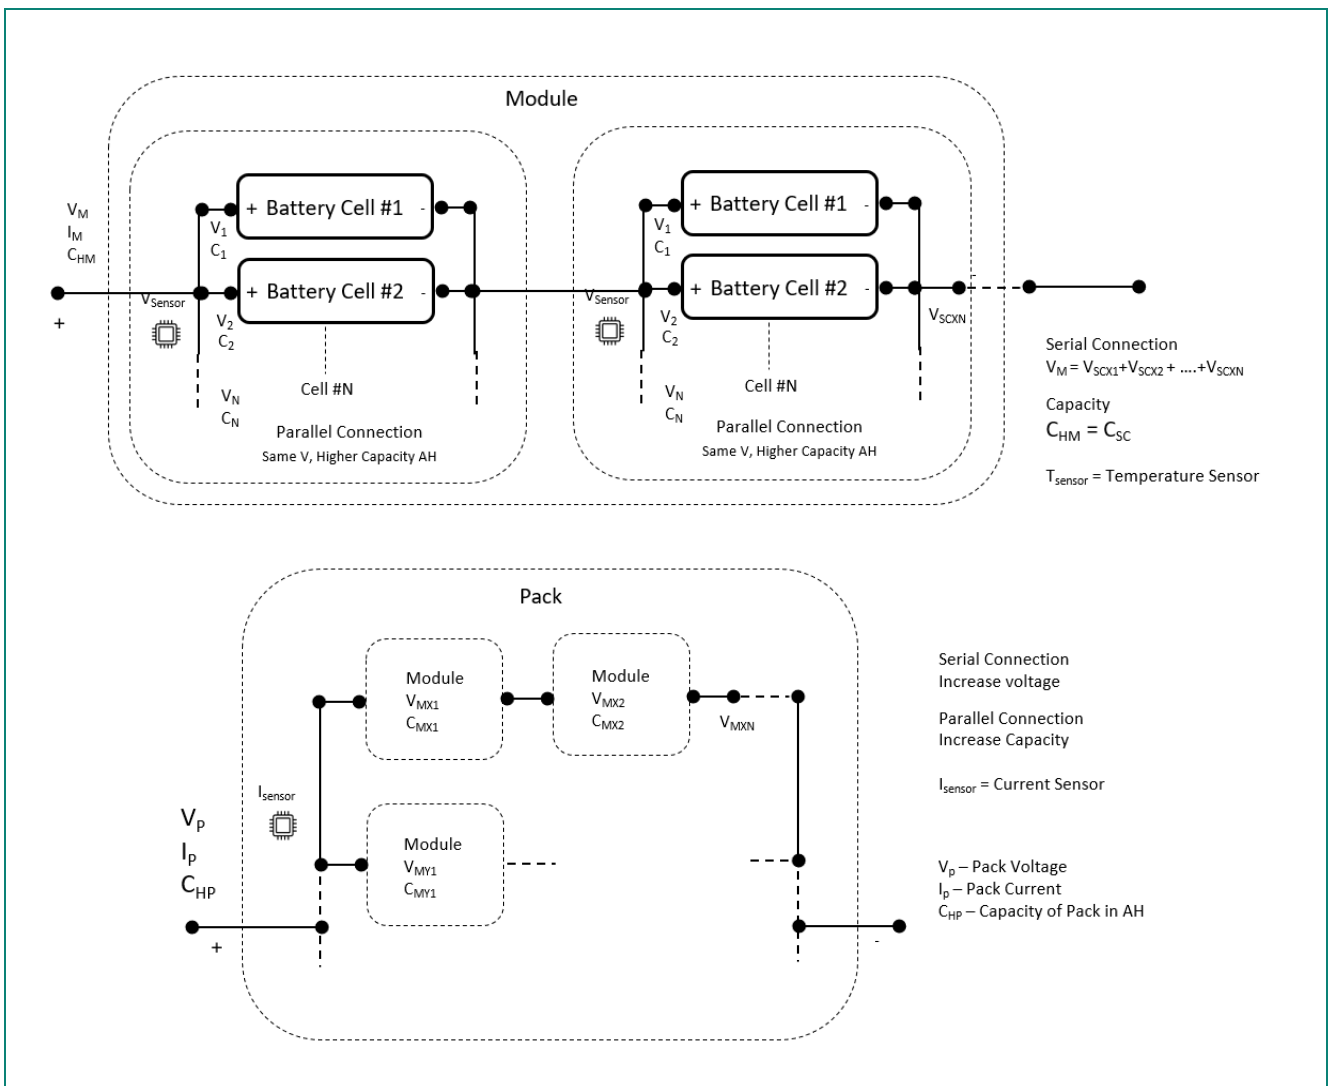 Module
V_M
I_M
C_HM
+
V_Sensor
+ Battery Cell #1 -
V_1
C_1
+ Battery Cell #2 -
V_2
C_2
Cell #N
V_N
C_N
Parallel Connection
Same V, Higher Capacity AH
V_Sensor
+ Battery Cell #1 -
V_1
C_1
+ Battery Cell #2 -
V_2
C_2
Cell #N
V_N
C_N
Parallel Connection
Same V, Higher Capacity AH
-
V_SCXN
Serial Connection
V_M = V_SCX1+V_SCX2 + ....+V_SCXN
Capacity
C_HM = C_SC
T_sensor = Temperature Sensor
Pack
Module
V_MX1
C_MX1
Module
V_MX2
C_MX2
V_MXN
I_sensor
Module
V_MY1
C_MY1
V_P
I_P
C_HP
+
-
Serial Connection
Increase voltage
Parallel Connection
Increase Capacity
I_sensor = Current Sensor
V_p – Pack Voltage
I_p – Pack Current
C_HP – Capacity of Pack in AH